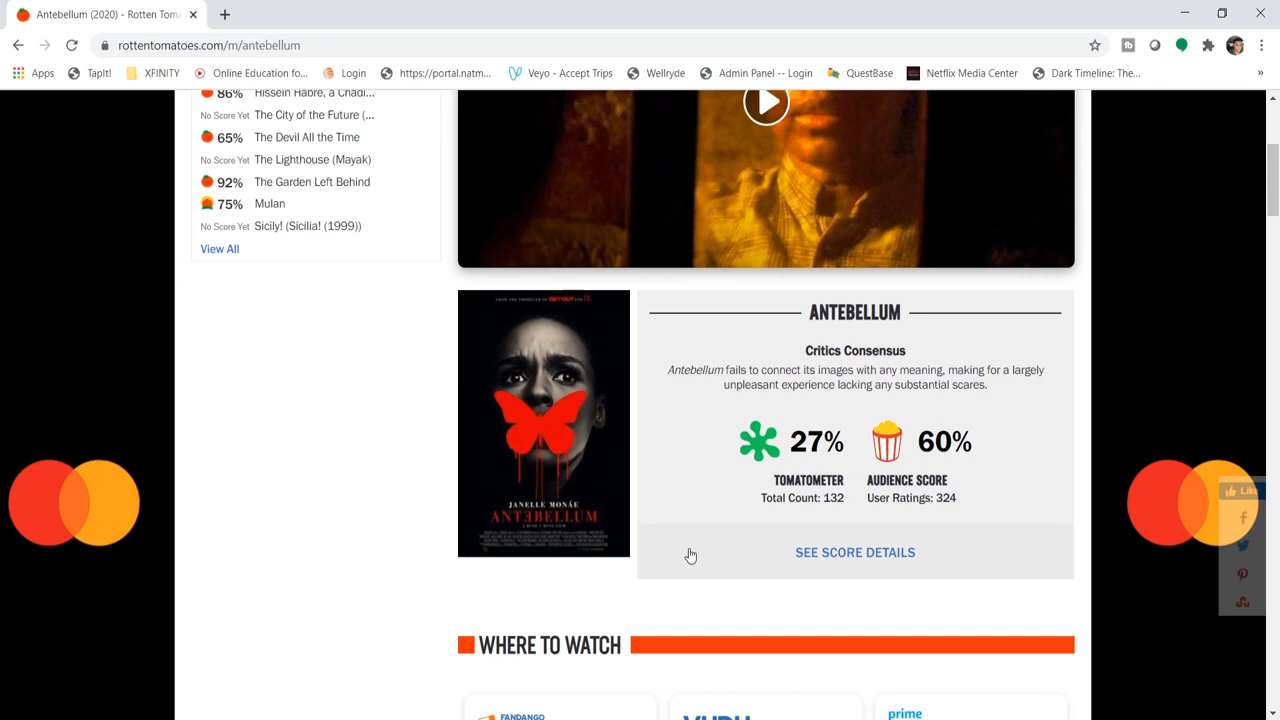 Antebellum (2020) - Rotten Toma
rottentomatoes.com/m/antebellum
Apps
TapIt!
XFINITY
Online Education fo...
Login
https://portal.natm...
Veyo - Accept Trips
Wellryde
Admin Panel -- Login
QuestBase
Netflix Media Center
Dark Timeline: The...
»
86% Hissein Habré, a Chadi...
No Score Yet The City of the Future (...
65% The Devil All the Time
No Score Yet The Lighthouse (Mayak)
92% The Garden Left Behind
75% Mulan
No Score Yet Sicily! (Sicilia! (1999))
View All
JANELLE MONÁE
ANTEBELLUM
ANTEBELLUM
Critics Consensus
Antebellum fails to connect its images with any meaning, making for a largely
unpleasant experience lacking any substantial scares.
27%
60%
TOMATOMETER
Total Count: 132
AUDIENCE SCORE
User Ratings: 324
SEE SCORE DETAILS
Like
WHERE TO WATCH
FANDANGO
VUDU
prime